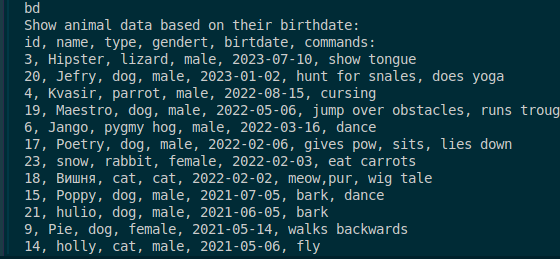 bd
Show animal data based on their birthdate:
id, name, type, gendert, birtdate, commands:
3, Hipster, lizard, male, 2023-07-10, show tongue
20, Jefry, dog, male, 2023-01-02, hunt for snales, does yoga
4, Kvasir, parrot, male, 2022-08-15, cursing
19, Maestro, dog, male, 2022-05-06, jump over obstacles, runs troug
6, Jango, pygmy hog, male, 2022-03-16, dance
17, Poetry, dog, male, 2022-02-06, gives pow, sits, lies down
23, snow, rabbit, female, 2022-02-03, eat carrots
18, Вишня, cat, cat, 2022-02-02, meow,pur, wig tale
15, Poppy, dog, male, 2021-07-05, bark, dance
21, hulio, dog, male, 2021-06-05, bark
9, Pie, dog, female, 2021-05-14, walks backwards
14, holly, cat, male, 2021-05-06, fly